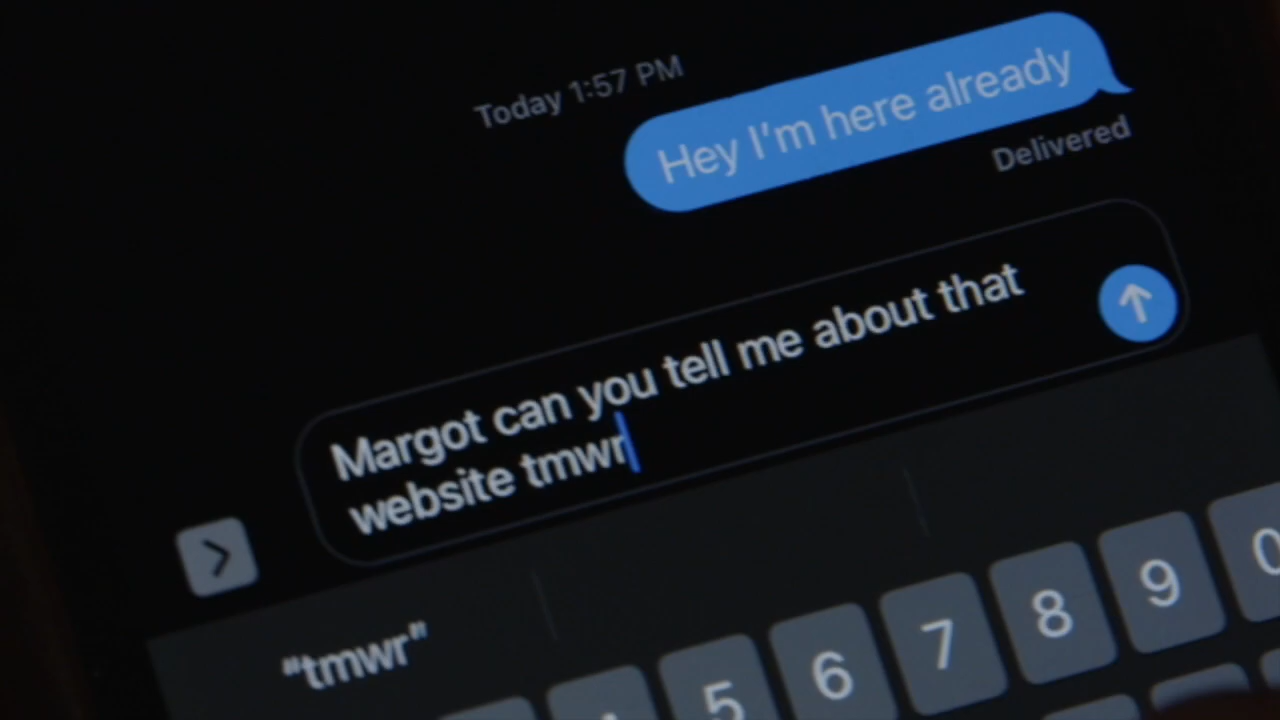 Today 1:57 PM
Hey I'm here already
Delivered
Margot can you tell me about that
website tmwr
"tmwr"
5 6 7 8 9 0